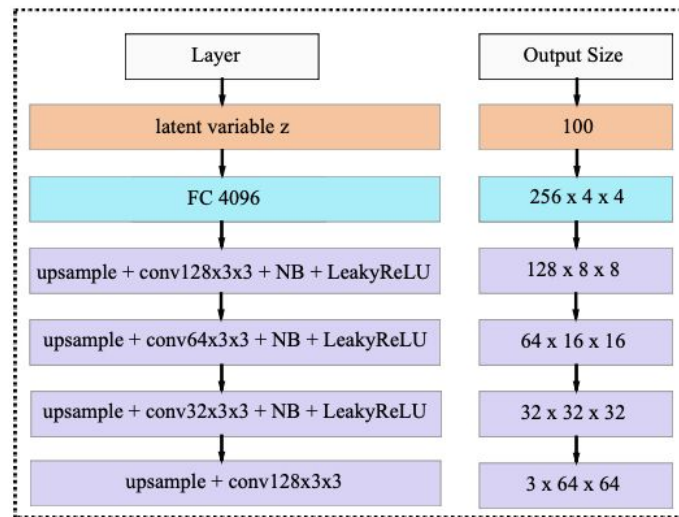 Layer
Output Size
latent variable z
100
FC 4096
256 x 4 x 4
upsample + conv128x3x3 + NB + LeakyReLU
128 x 8 x 8
upsample + conv64x3x3 + NB + LeakyReLU
64 x 16 x 16
upsample + conv32x3x3 + NB + LeakyReLU
32 x 32 x 32
upsample + conv128x3x3
3 x 64 x 64